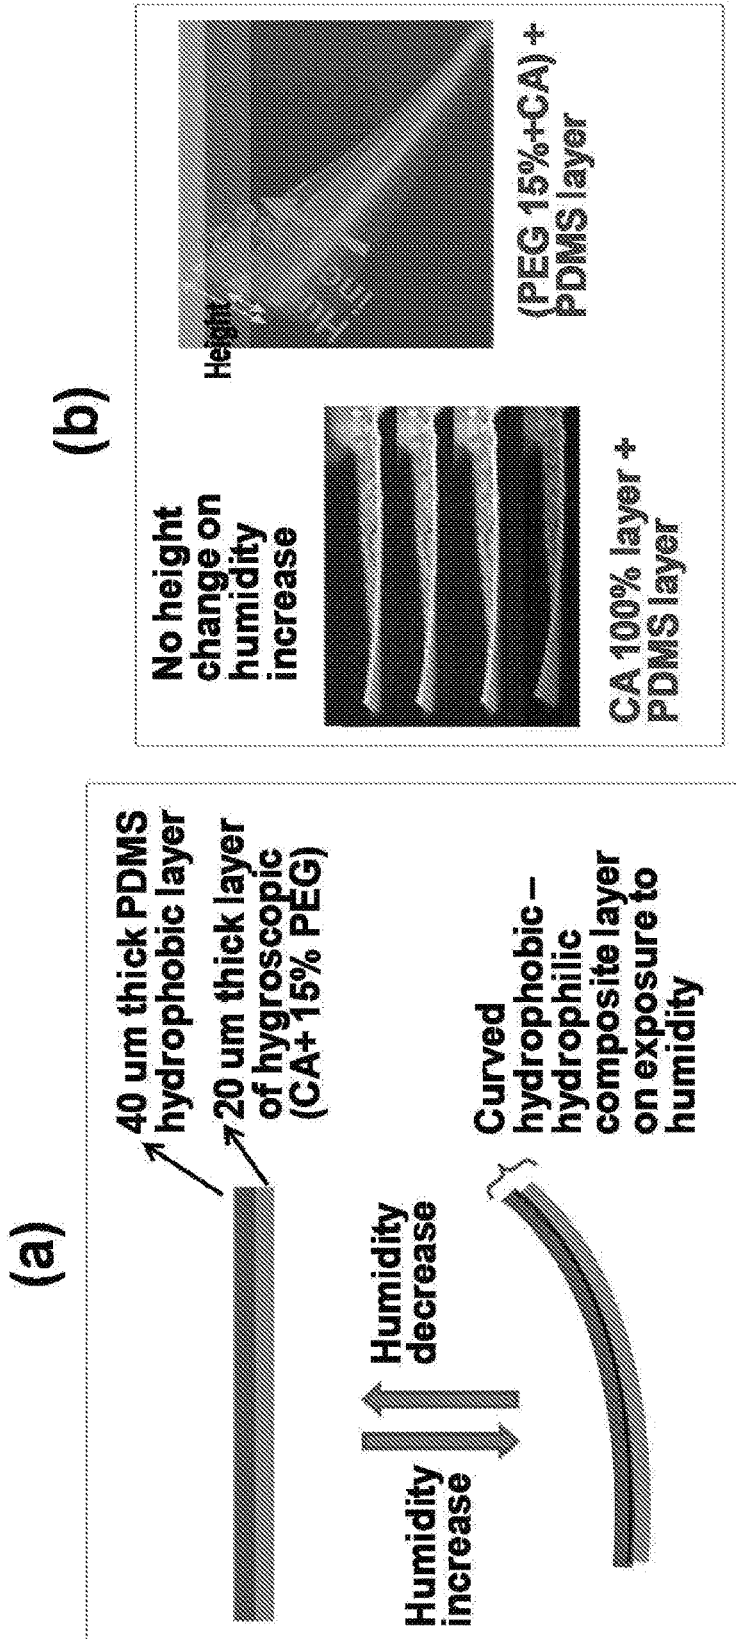 (a)
40 um thick PDMS
hydrophobic layer
20 um thick layer
of hygroscopic
(CA+ 15% PEG)
Humidity
increase
Humidity
decrease
Curved
hydrophobic–
hydrophilic
composite layer
on exposure to
humidity
(b)
No height
change on
humidity
increase
CA 100% layer +
PDMS layer
Height
(PEG 15%+CA) +
PDMS layer